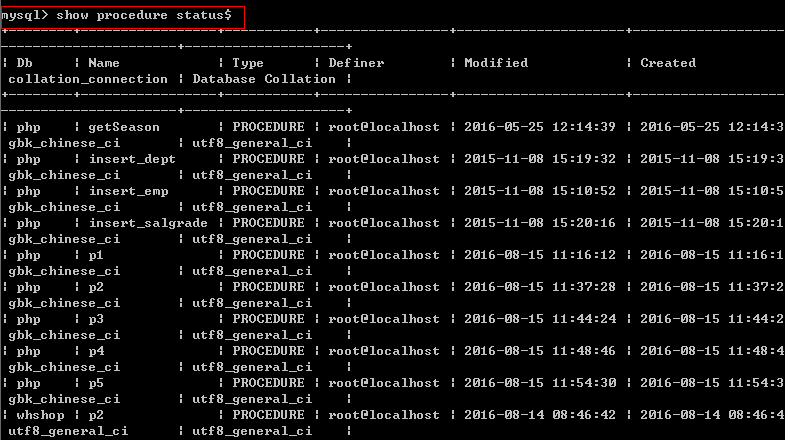 mysql> show procedure status$
+---------+-----------------+-----------+----------------+---------------------+-------------------
---------------------+--------------------+
¦ Db      ¦ Name            ¦ Type      ¦ Definer        ¦ Modified            ¦ Created
collation_connection ¦ Database Collation ¦
+---------+-----------------+-----------+----------------+---------------------+-------------------
---------------------+--------------------+
¦ php     ¦ getSeason       ¦ PROCEDURE ¦ root@localhost ¦ 2016-05-25 12:14:39 ¦ 2016-05-25 12:14:3
gbk_chinese_ci       ¦ utf8_general_ci    ¦
¦ php     ¦ insert_dept     ¦ PROCEDURE ¦ root@localhost ¦ 2015-11-08 15:19:32 ¦ 2015-11-08 15:19:3
gbk_chinese_ci       ¦ utf8_general_ci    ¦
¦ php     ¦ insert_emp      ¦ PROCEDURE ¦ root@localhost ¦ 2015-11-08 15:10:52 ¦ 2015-11-08 15:10:5
gbk_chinese_ci       ¦ utf8_general_ci    ¦
¦ php     ¦ insert_salgrade ¦ PROCEDURE ¦ root@localhost ¦ 2015-11-08 15:20:16 ¦ 2015-11-08 15:20:1
gbk_chinese_ci       ¦ utf8_general_ci    ¦
¦ php     ¦ p1              ¦ PROCEDURE ¦ root@localhost ¦ 2016-08-15 11:16:12 ¦ 2016-08-15 11:16:1
gbk_chinese_ci       ¦ utf8_general_ci    ¦
¦ php     ¦ p2              ¦ PROCEDURE ¦ root@localhost ¦ 2016-08-15 11:37:28 ¦ 2016-08-15 11:37:2
gbk_chinese_ci       ¦ utf8_general_ci    ¦
¦ php     ¦ p3              ¦ PROCEDURE ¦ root@localhost ¦ 2016-08-15 11:44:24 ¦ 2016-08-15 11:44:2
gbk_chinese_ci       ¦ utf8_general_ci    ¦
¦ php     ¦ p4              ¦ PROCEDURE ¦ root@localhost ¦ 2016-08-15 11:48:46 ¦ 2016-08-15 11:48:4
gbk_chinese_ci       ¦ utf8_general_ci    ¦
¦ php     ¦ p5              ¦ PROCEDURE ¦ root@localhost ¦ 2016-08-15 11:54:30 ¦ 2016-08-15 11:54:3
gbk_chinese_ci       ¦ utf8_general_ci    ¦
¦ whshop  ¦ p2              ¦ PROCEDURE ¦ root@localhost ¦ 2016-08-14 08:46:42 ¦ 2016-08-14 08:46:4
utf8_general_ci      ¦ utf8_general_ci    ¦